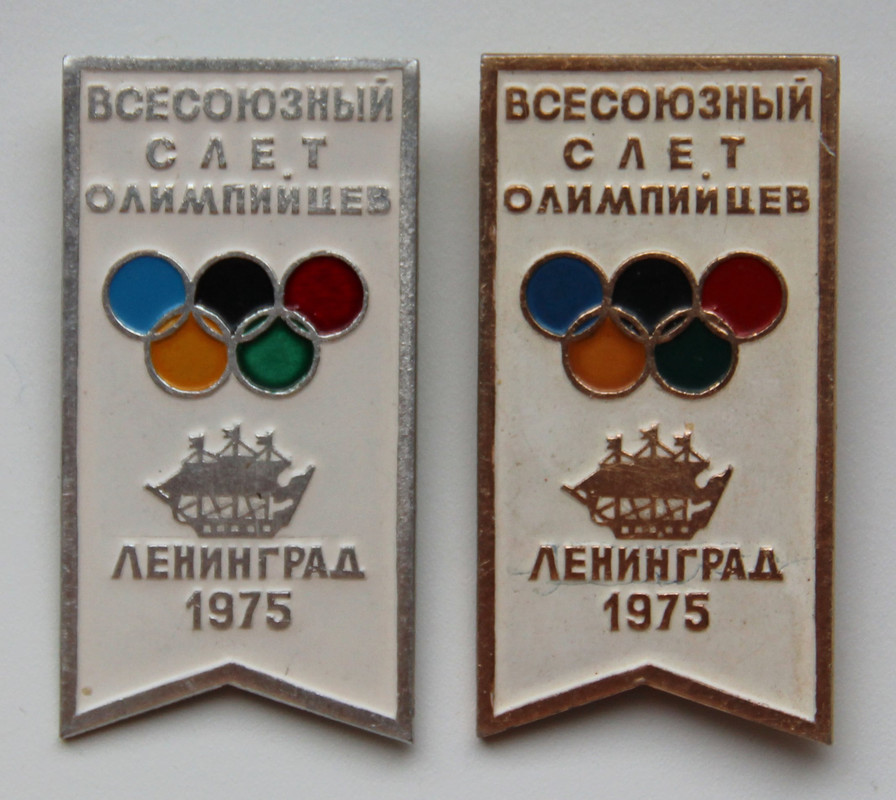 ВСЕСОЮЗНЫЙ
СЛЕТ
ОЛИМПИЙЦЕВ
ЛЕНИНГРАД
1975
ВСЕСОЮЗНЫЙ
СЛЕТ
ОЛИМПИЙЦЕВ
ЛЕНИНГРАД
1975